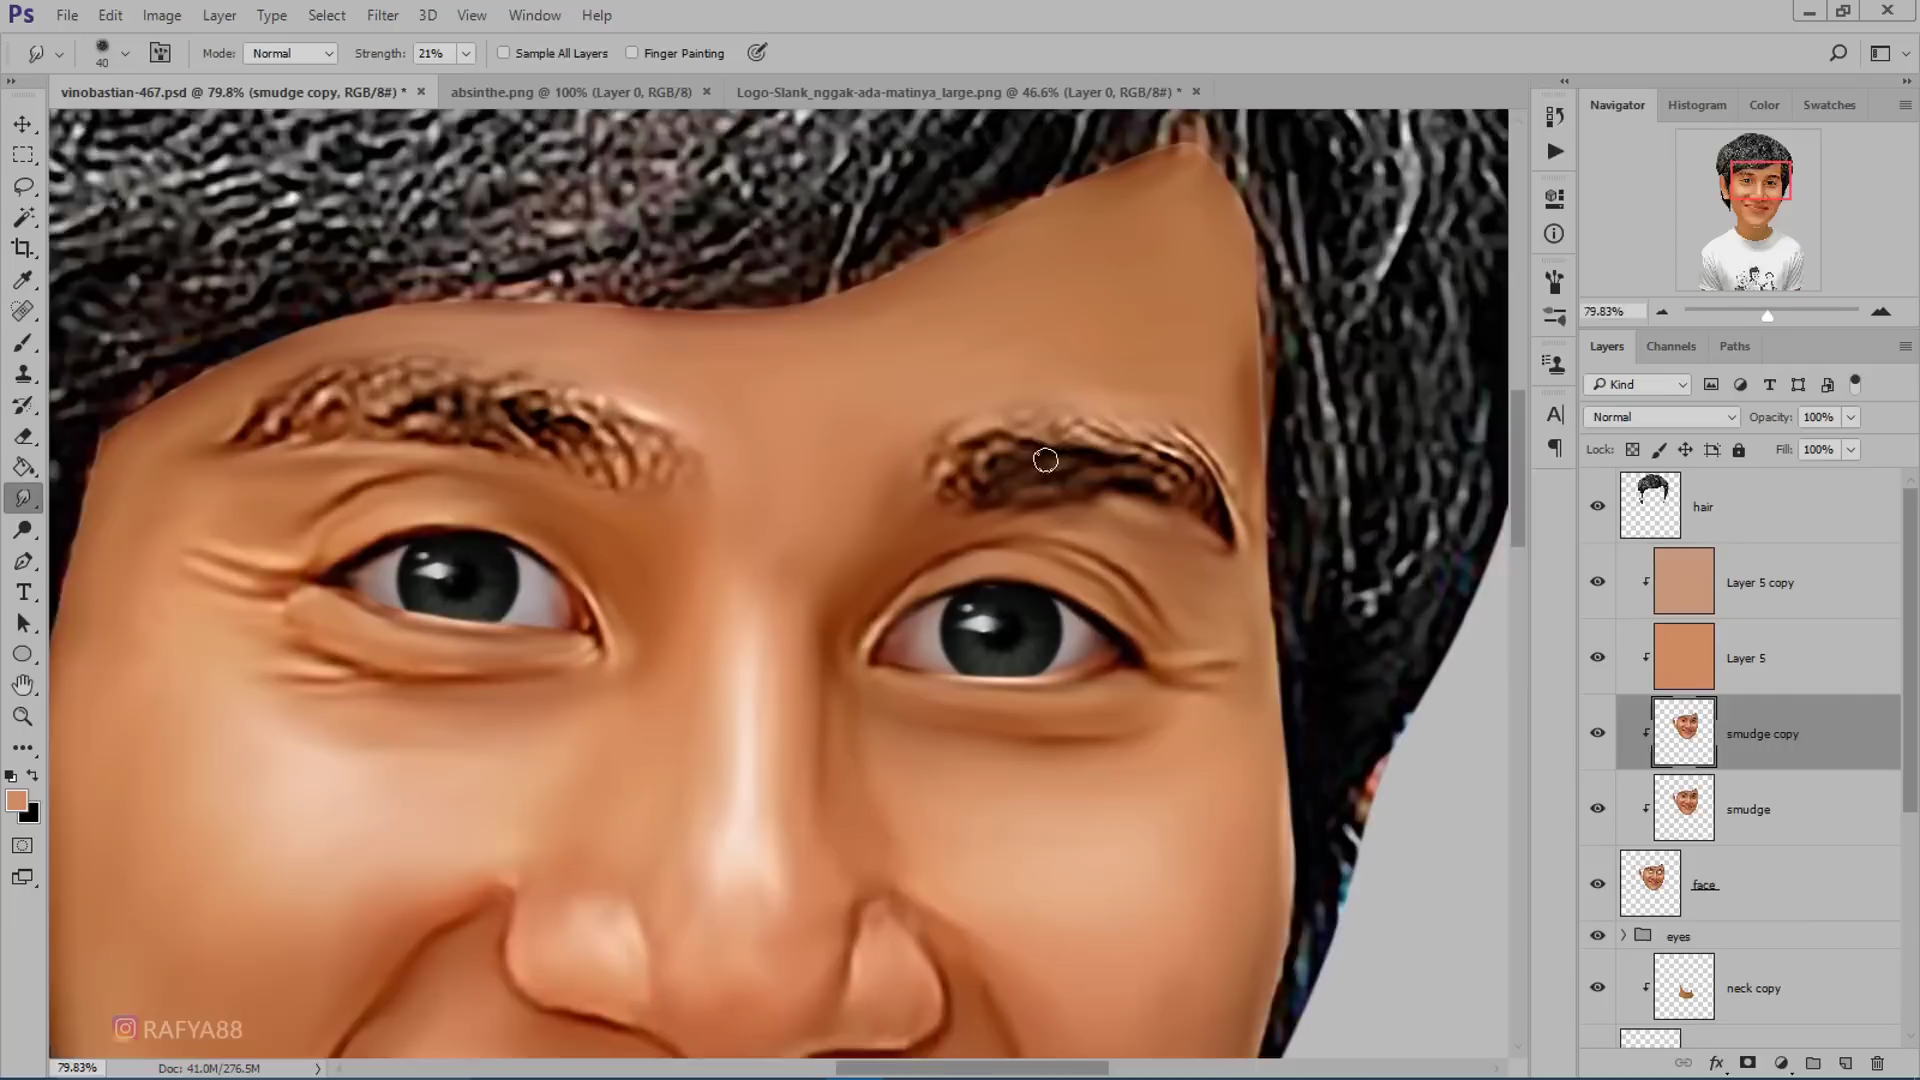 Ps File Edit Image Layer Type Select Filter 3D View Window Help
40 Mode: Normal Strength: 21% Sample All Layers Finger Painting
vinobastian-467.psd @ 79.8% (smudge copy, RGB/8#) * absinthe.png @ 100% (Layer 0, RGB/8) Logo-Slank_nggak-ada-matinya_large.png @ 46.6% (Layer 0, RGB/8#) *
Navigator Histogram Color Swatches
79.83%
Layers Channels Paths
Kind
Normal Opacity: 100%
Lock: Fill: 100%
hair
Layer 5 copy
Layer 5
smudge copy
smudge
face
eyes
neck copy
RAFYA88
79.83% Doc: 41.0M/276.5M
fx